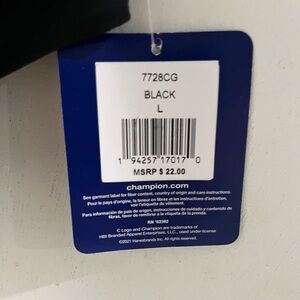 7728CG
BLACK
L
1 94257 17017 0
MSRP $ 22.00
champion.com
See garment label for fiber content, country of origin and care instructions.
Pour le pays d'origine, la teneur en fibres et les instructions d'entretien,
voir l'étiquette du vêtement.
Para información de país de origen, instrucciones de cuidado y contenido de
fibras, favor de remitirse a la etiqueta de la prenda.
RN
C Logo and Champion are trademarks of
HBI Branded Apparel Enterprises, LLC, used under license
©2021 Hanesbrands Inc. All rights reserved.